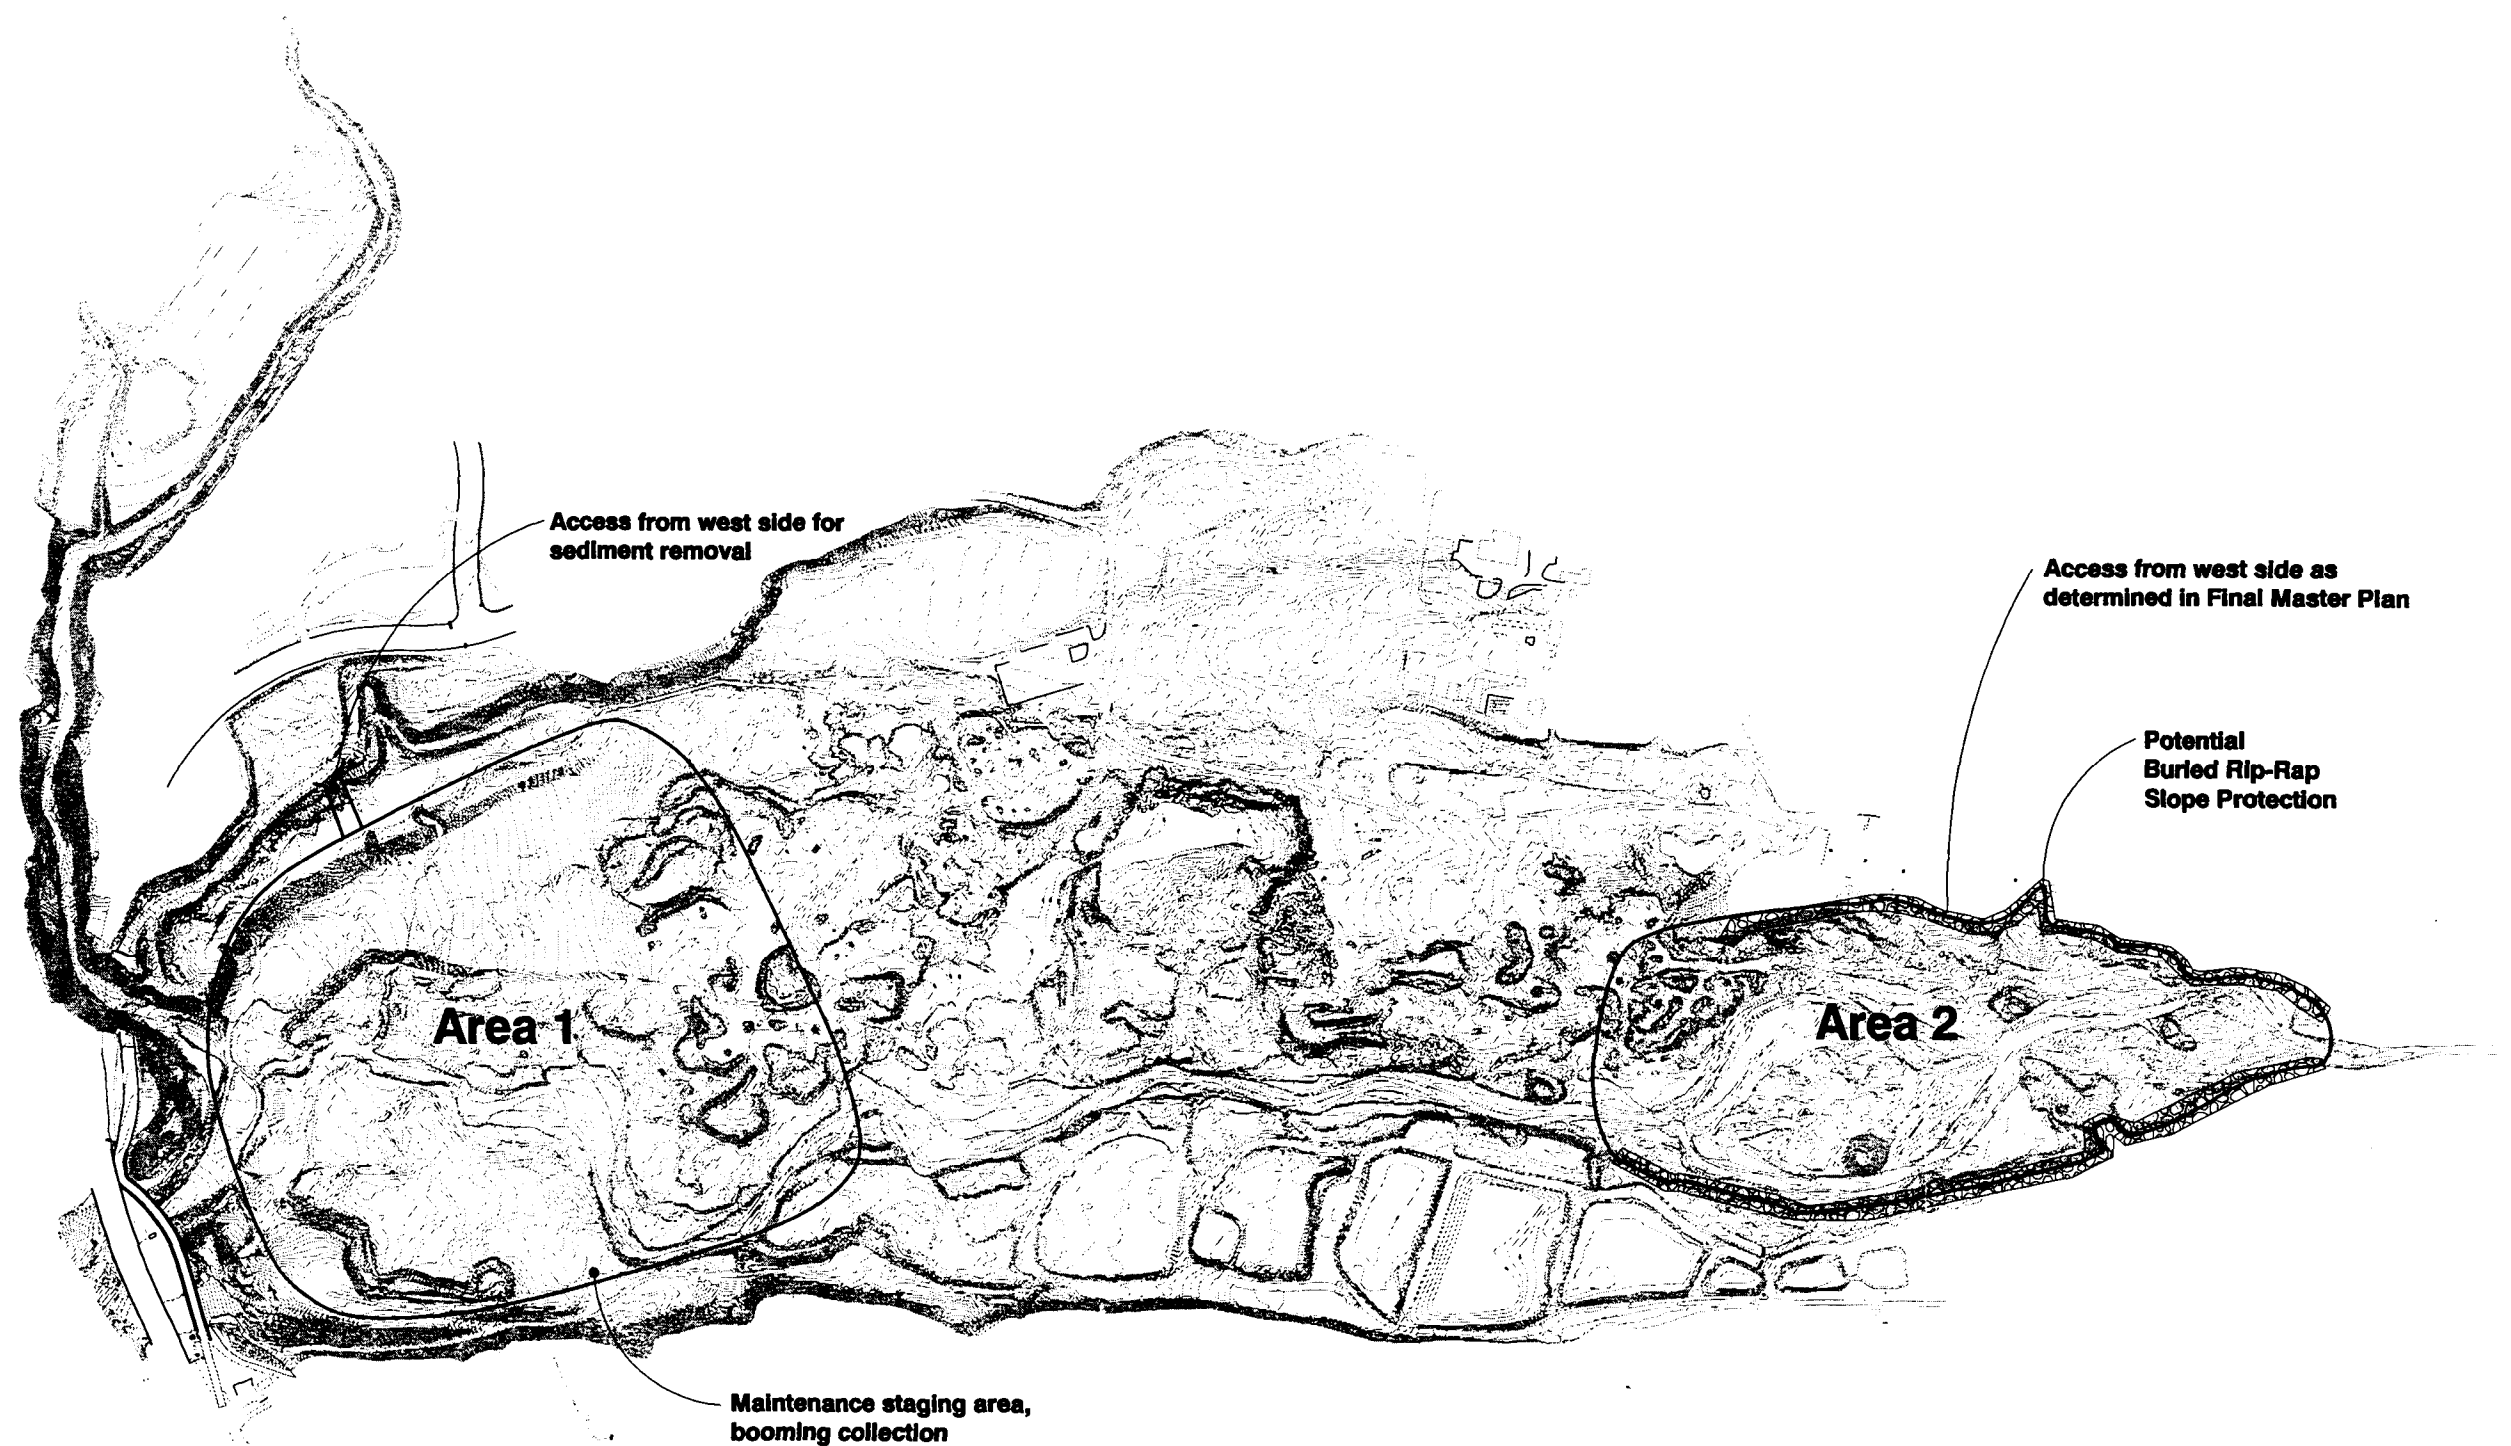 Access from west side for
sediment removal
Access from west side as
determined in Final Master Plan
Potential
Buried Rip-Rap
Slope Protection
Area 1
Area 2
Maintenance staging area,
booming collection